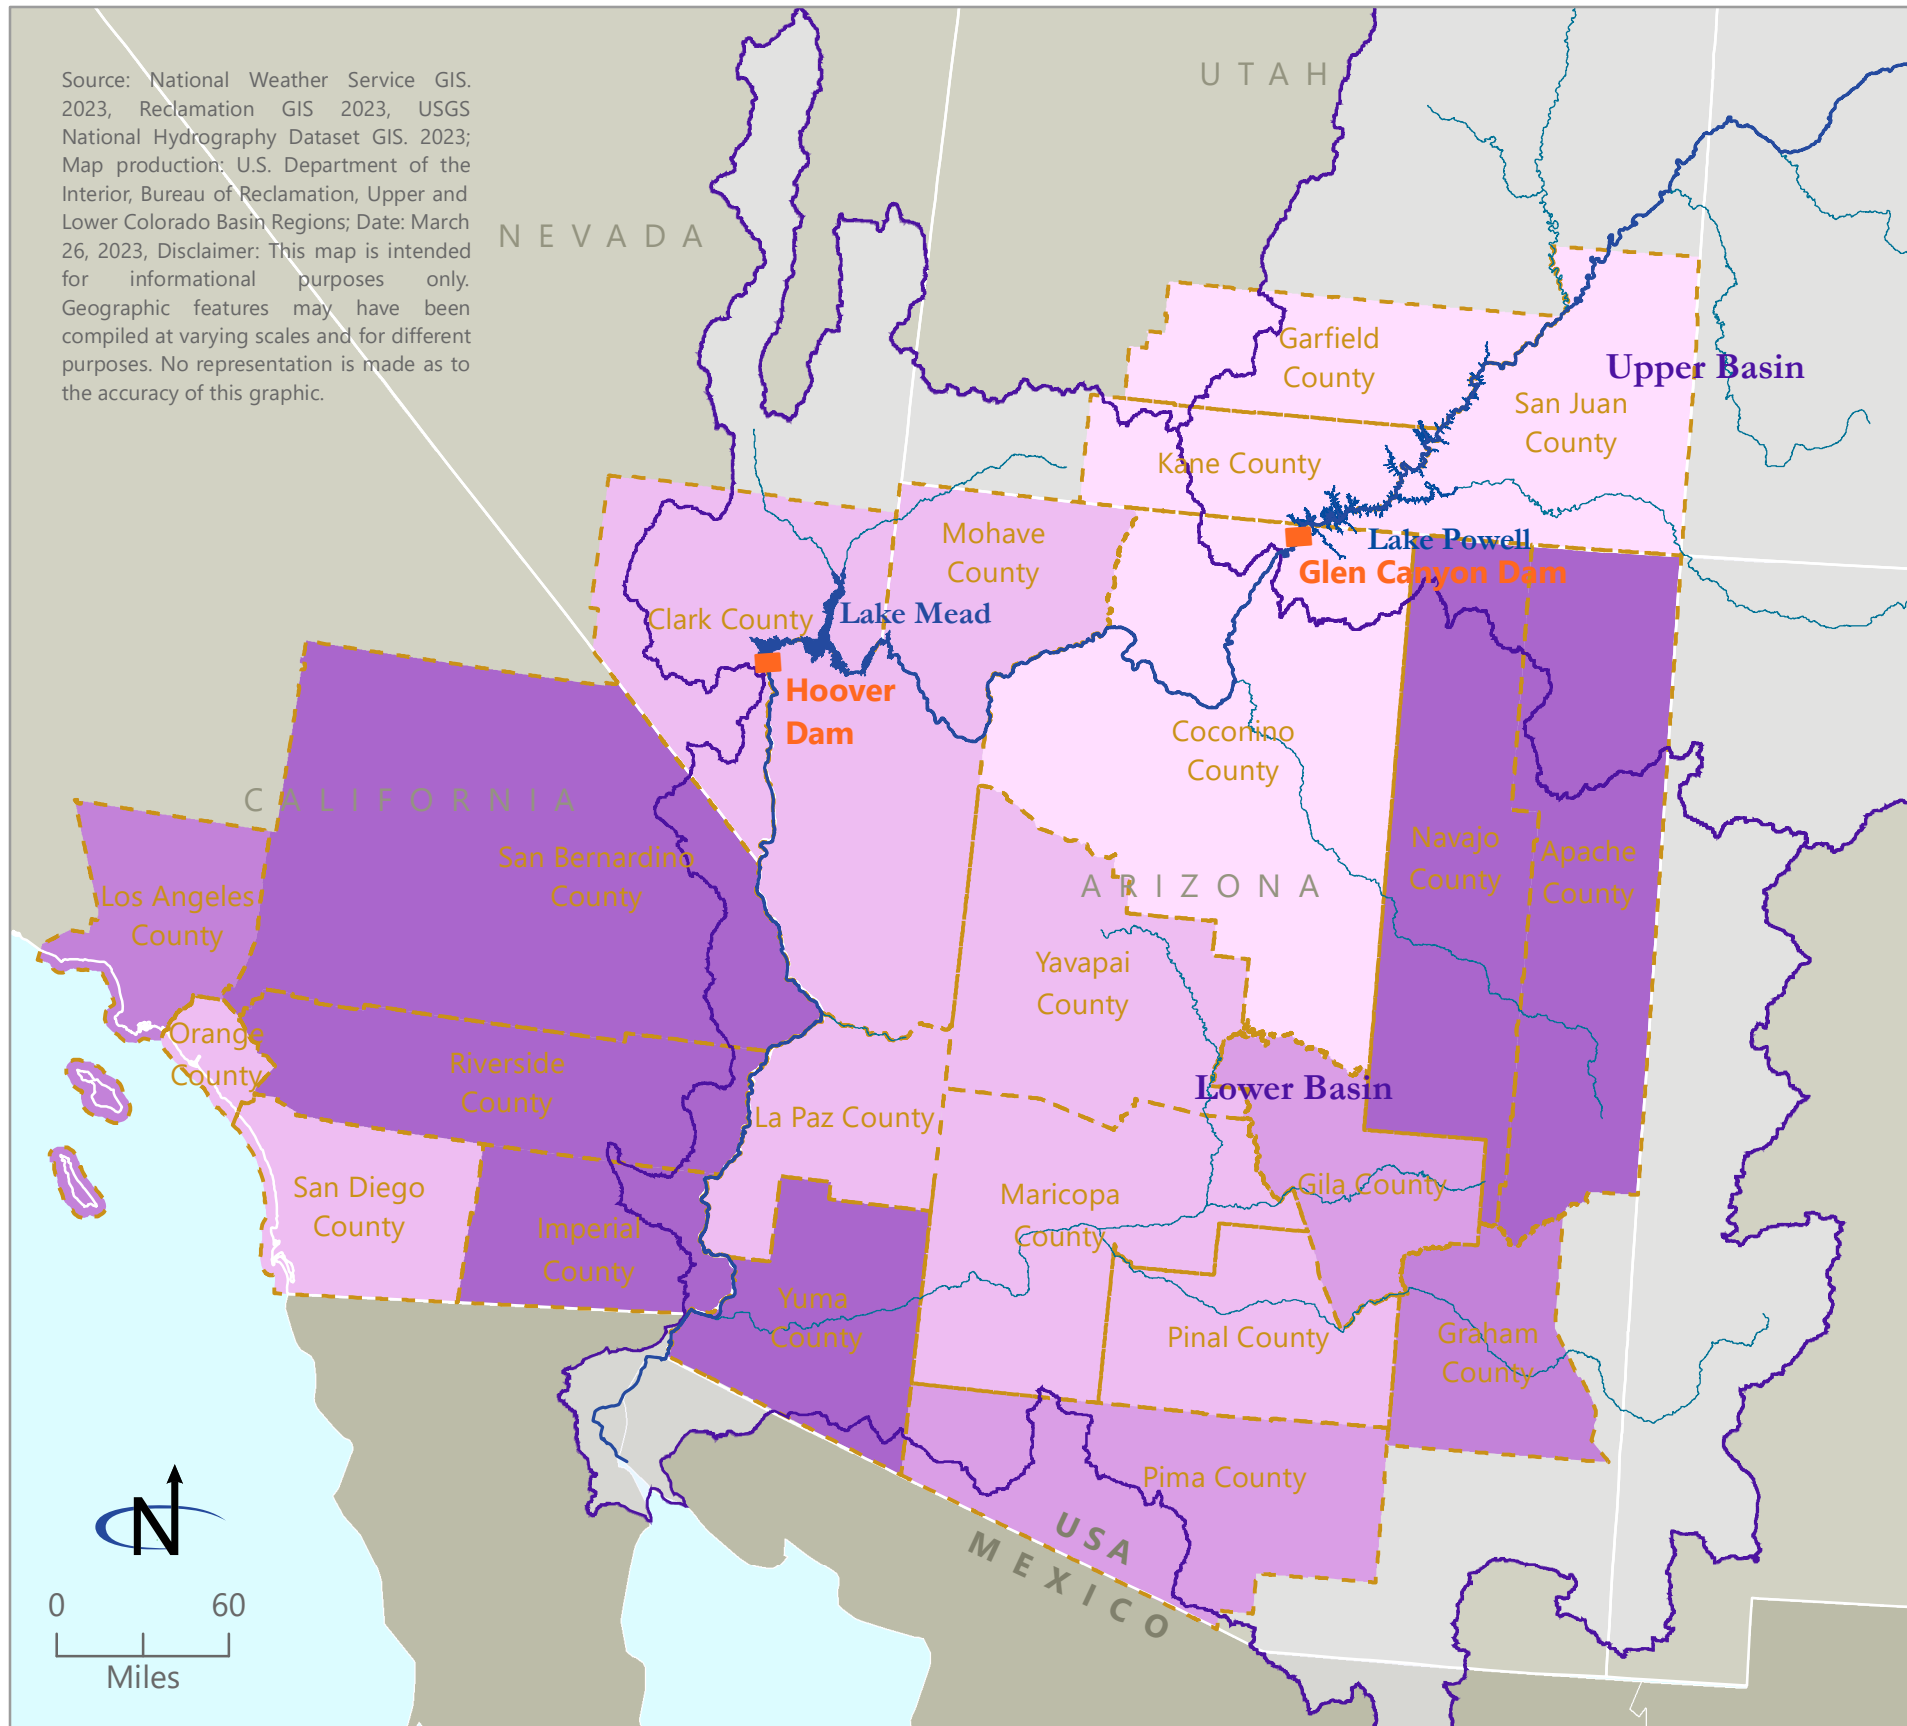 Source: National Weather Service GIS.
2023, Reclamation GIS 2023, USGS
National Hydrography Dataset GIS. 2023;
Map production: U.S. Department of the
Interior, Bureau of Reclamation, Upper and
Lower Colorado Basin Regions; Date: March
26, 2023, Disclaimer: This map is intended
for informational purposes only.
Geographic features may have been
compiled at varying scales and for different
purposes. No representation is made as to
the accuracy of this graphic.
UTAH
NEVADA
Garfield
County
Upper Basin
San Juan
County
Kane County
Mohave
County
Lake Powell
Glen Canyon Dam
Clark County
Lake Mead
Hoover
Dam
Coconino
County
CALIFORNIA
San Bernardino
County
Navajo
County
Apache
County
Los Angeles
County
ARIZONA
Yavapai
County
Orange
County
Riverside
County
Lower Basin
La Paz County
San Diego
County
Maricopa
County
Gila County
Imperial
County
Yuma
County
Pinal County
Graham
County
Pima County
USA
MEXICO
N
0 60
Miles